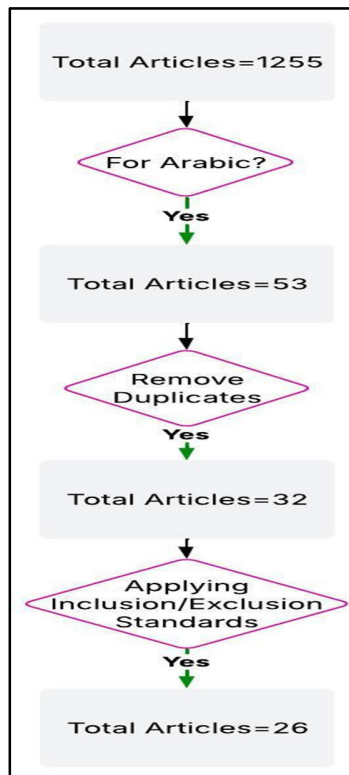 Total Articles=1255
For Arabic?
Yes
Total Articles=53
Remove
Duplicates
Yes
Total Articles=32
Applying
Inclusion/Exclusion
Standards
Yes
Total Articles=26